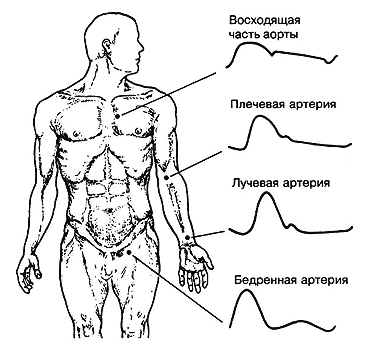 Восходящая
часть аорты
Плечевая артерия
Лучевая артерия
Бедренная артерия